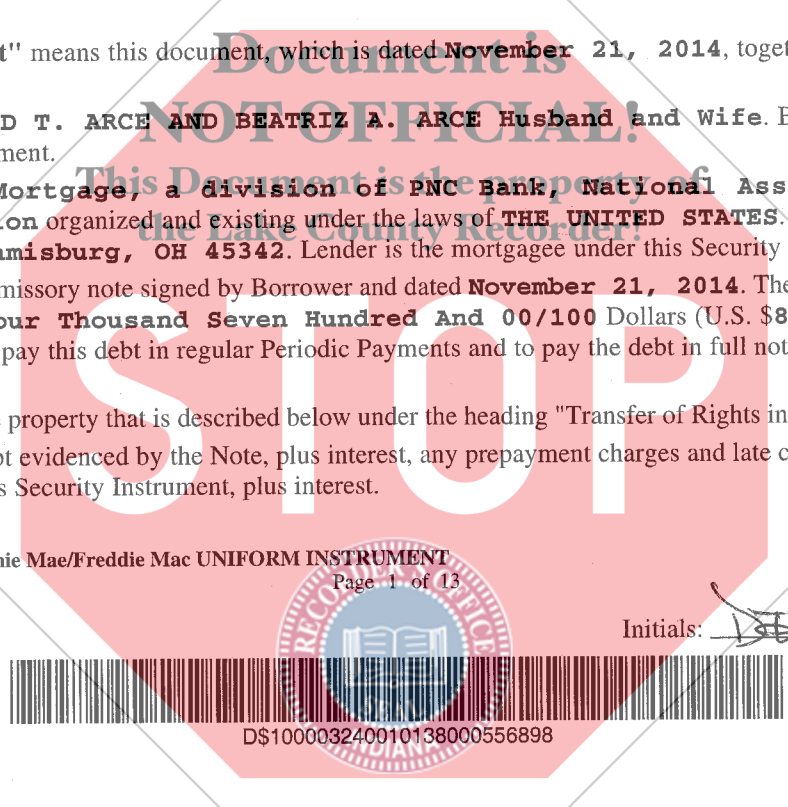 t" means this document, which is dated November 21, 2014, toget
Document is
D T. ARCE AND BEATRIZ A. ARCE Husband and Wife. B
NOT OFFICIAL!
ment.
Mortgage, a division of PNC Bank, National Ass
This Document is the property of
ion organized and existing under the laws of THE UNITED STATES.
the Lake County Recorder!
amisburg, OH 45342. Lender is the mortgagee under this Security
missory note signed by Borrower and dated November 21, 2014. The
our Thousand Seven Hundred And 00/100 Dollars (U.S. $8
pay this debt in regular Periodic Payments and to pay the debt in full not
STOP
e property that is described below under the heading "Transfer of Rights in
bt evidenced by the Note, plus interest, any prepayment charges and late c
s Security Instrument, plus interest.
nie Mae/Freddie Mac UNIFORM INSTRUMENT
Page 1 of 13
RECORDER'S OFFICE
Initials:
SEAL
INDIANA
D$1000032400101138000556898